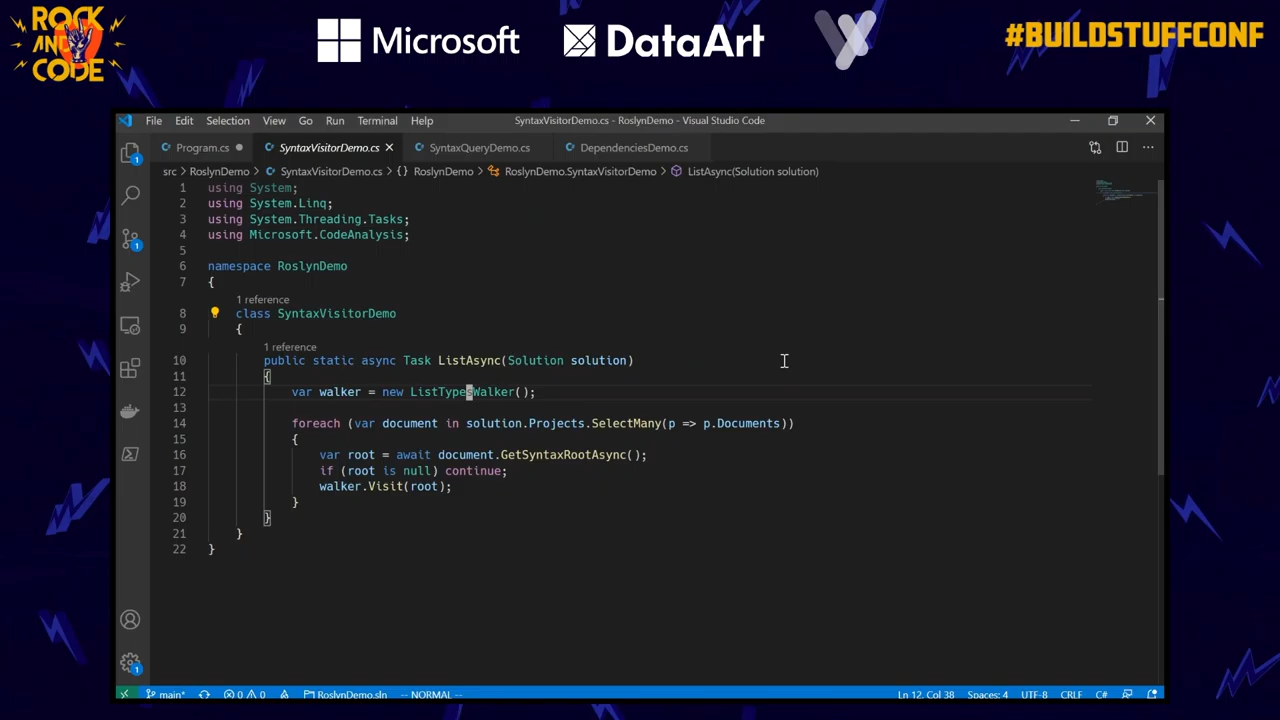 ROCK
AND
CODE
Microsoft
DataArt
#BUILDSTUFFCONF
File Edit Selection View Go Run Terminal Help
SyntaxVisitorDemo.cs - RoslynDemo - Visual Studio Code
Program.cs
SyntaxVisitorDemo.cs
SyntaxQueryDemo.cs
DependenciesDemo.cs
src > RoslynDemo > SyntaxVisitorDemo.cs > {} RoslynDemo > RoslynDemo.SyntaxVisitorDemo > ListAsync(Solution solution)
1 using System;
2 using System.Linq;
3 using System.Threading.Tasks;
4 using Microsoft.CodeAnalysis;
5
6 namespace RoslynDemo
7 {
1 reference
8 class SyntaxVisitorDemo
9 {
1 reference
10 public static async Task ListAsync(Solution solution)
11 {
12 var walker = new ListTypesWalker();
13
14 foreach (var document in solution.Projects.SelectMany(p => p.Documents))
15 {
16 var root = await document.GetSyntaxRootAsync();
17 if (root is null) continue;
18 walker.Visit(root);
19 }
20 }
21 }
22 }
1
1
1
main* 0 0 RoslynDemo.sln -- NORMAL -- Ln 12, Col 38 Spaces: 4 UTF-8 CRLF C#